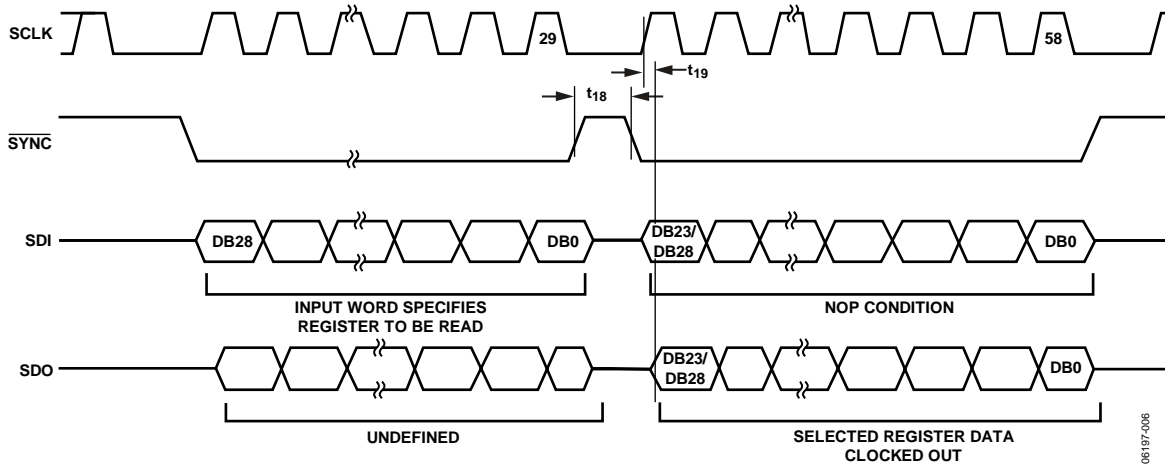 SCLK
29
58
t19
t18
SYNC
SDI
DB28
DB0
DB23/
DB28
DB0
INPUT WORD SPECIFIES
REGISTER TO BE READ
NOP CONDITION
SDO
DB23/
DB28
DB0
UNDEFINED
SELECTED REGISTER DATA
CLOCKED OUT
06197-006